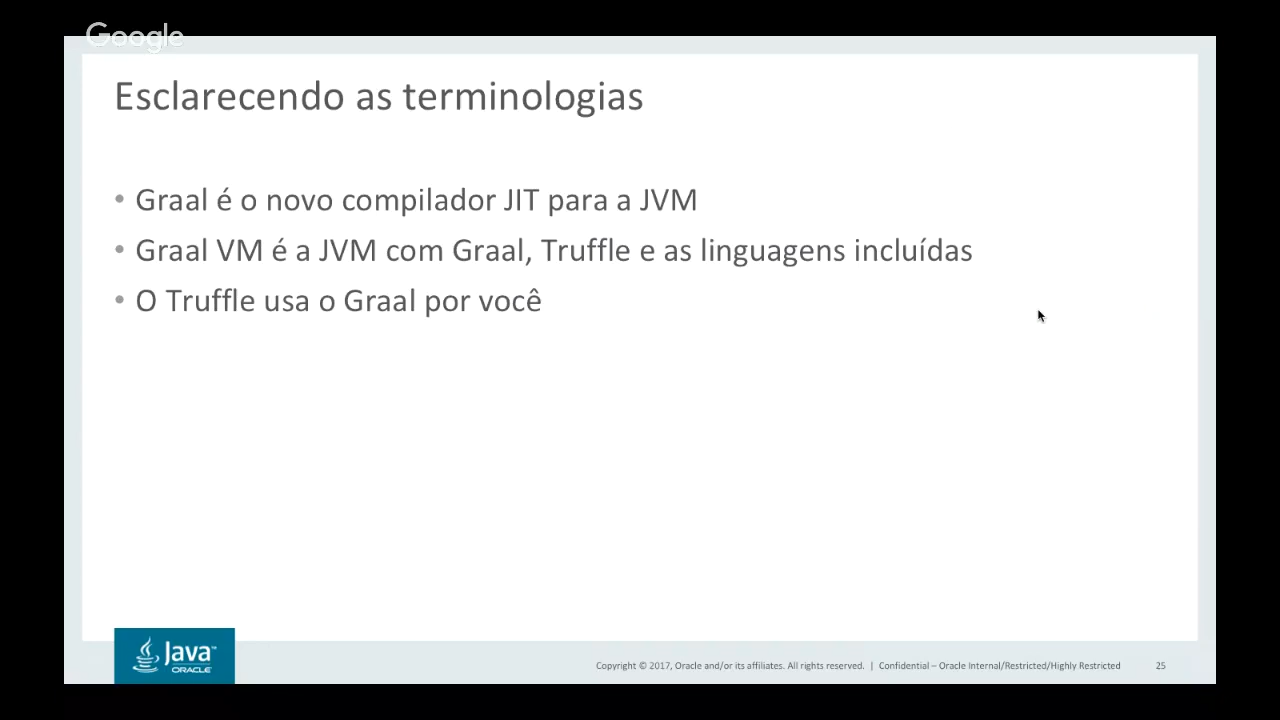 Google
Esclarecendo as terminologias
• Graal é o novo compilador JIT para a JVM
• Graal VM é a JVM com Graal, Truffle e as linguagens incluídas
• O Truffle usa o Graal por você
Java™
ORACLE
Copyright © 2017, Oracle and/or its affiliates. All rights reserved. | Confidential – Oracle Internal/Restricted/Highly Restricted 25